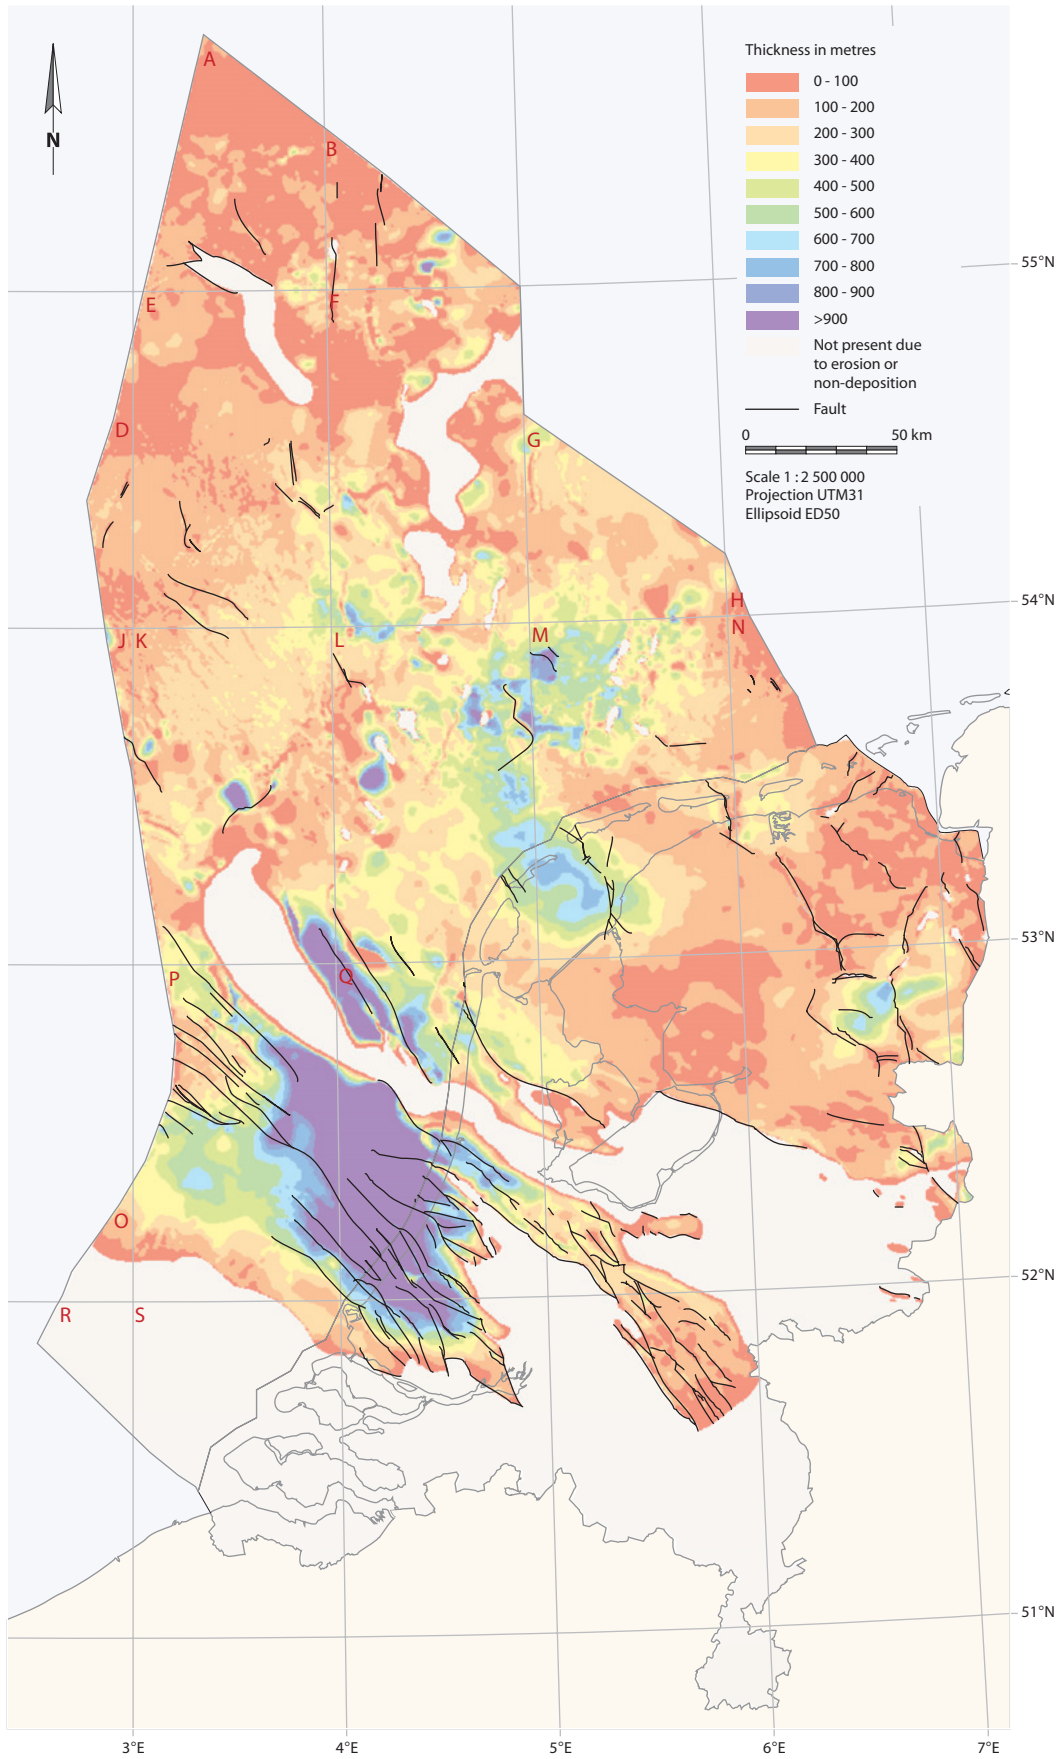 A
N
B
Thickness in metres
0 - 100
100 - 200
200 - 300
300 - 400
400 - 500
500 - 600
600 - 700
700 - 800
800 - 900
>900
Not present due
to erosion or
non-deposition
Fault
0 50 km
Scale 1 : 2 500 000
Projection UTM31
Ellipsoid ED50
55°N
E
F
D
G
54°N
H
J K
L
M
N
53°N
P
Q
O
52°N
R
S
51°N
3°E
4°E
5°E
6°E
7°E